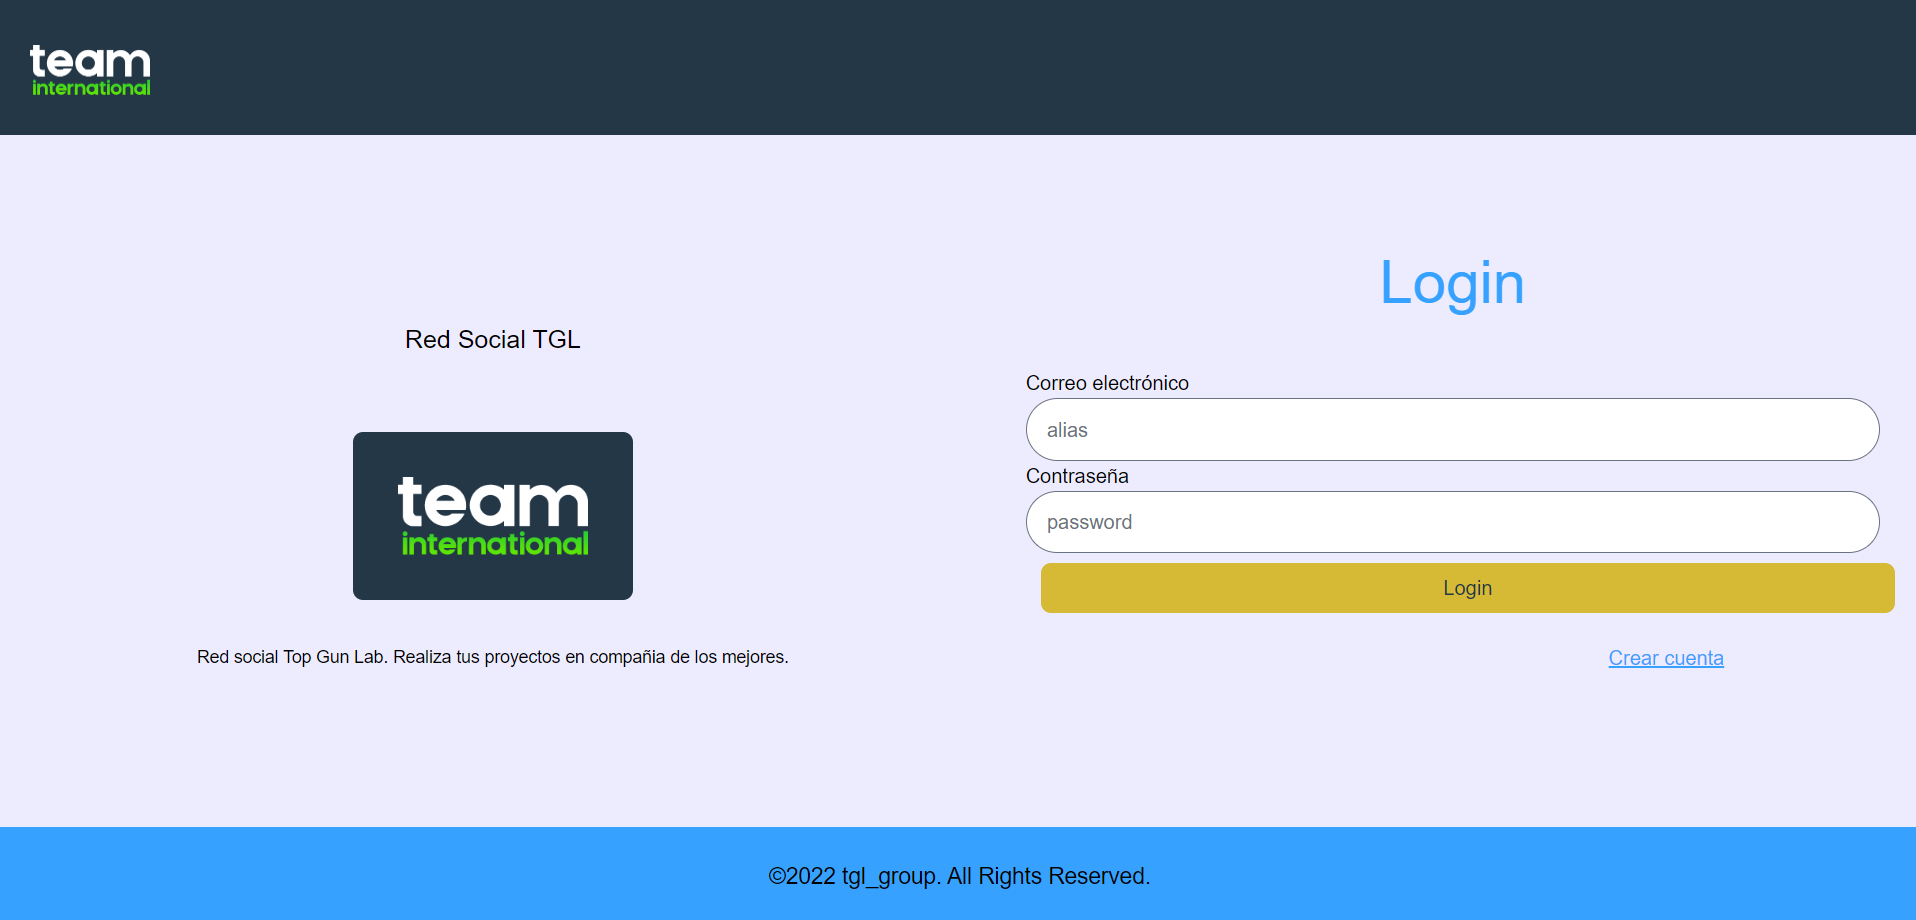 team
international
Red Social TGL
team
international
Red social Top Gun Lab. Realiza tus proyectos en compañia de los mejores.
Login
Correo electrónico
alias
Contraseña
password
Login
Crear cuenta
©2022 tgl_group. All Rights Reserved.